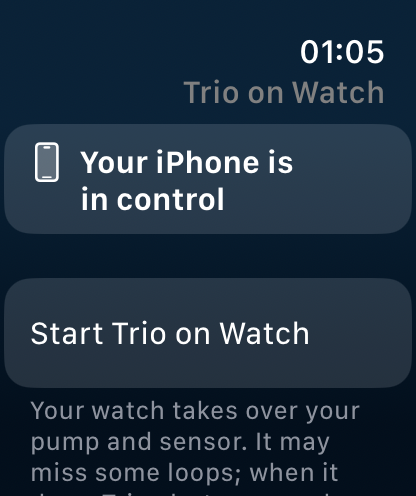 01:05
Trio on Watch
Your iPhone is
in control
Start Trio on Watch
Your watch takes over your
pump and sensor. It may
miss some loops; when it